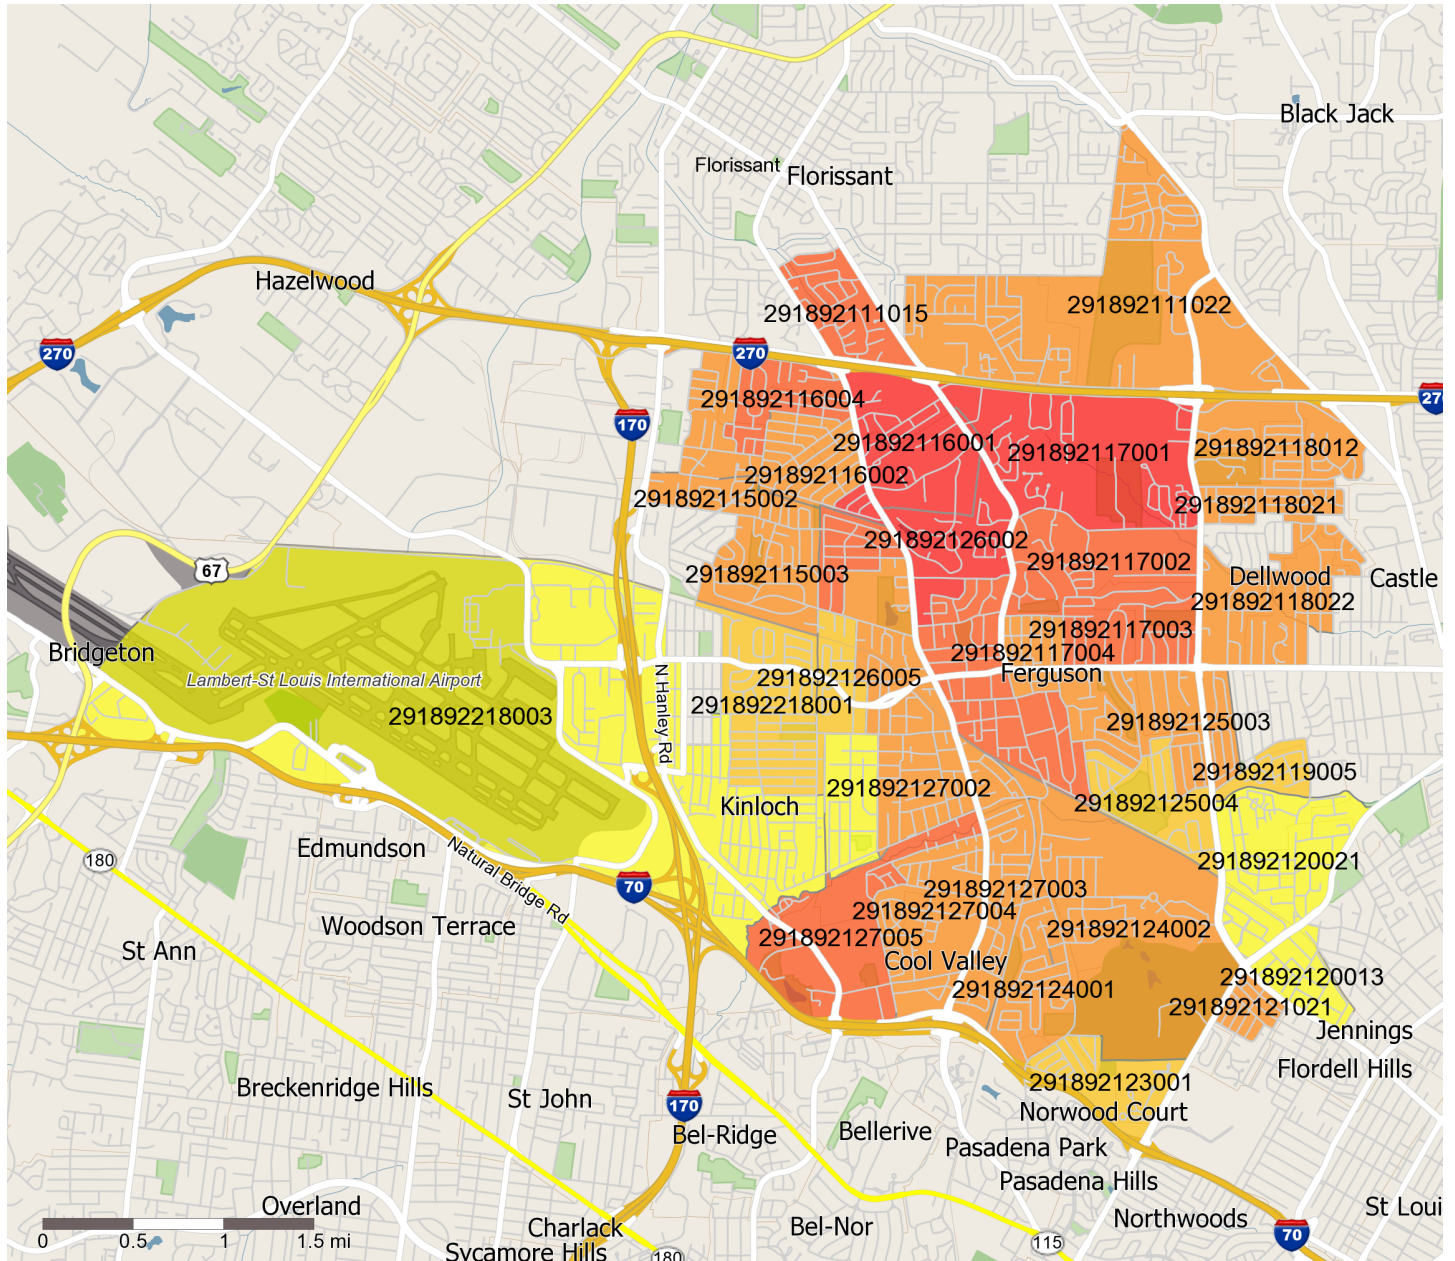 Black Jack
Florissant
Florissant
Hazelwood
291892111022
291892111015
270
270
270
291892116004
170
291892116001
291892117001
291892118012
291892116002
291892115002
291892118021
291892126002
291892117002
67
291892115003
Dellwood
Castle
291892118022
291892117003
Bridgeton
291892117004
Ferguson
Lambert-St Louis International Airport
291892126005
N Hanley Rd
291892218001
291892218003
291892125003
291892119005
291892127002
Kinloch
291892125004
Edmundson
180
291892120021
Natural Bridge Rd
70
291892127003
291892127004
Woodson Terrace
291892124002
291892127005
St Ann
Cool Valley
291892120013
291892124001
291892121021
Jennings
Flordell Hills
Breckenridge Hills
291892123001
St John
170
Norwood Court
Bel-Ridge
Bellerive
Pasadena Park
Pasadena Hills
Overland
St Loui
Northwoods
Charlack
Bel-Nor
70
0 0.5 1 1.5 mi
115
Sycamore Hills
180